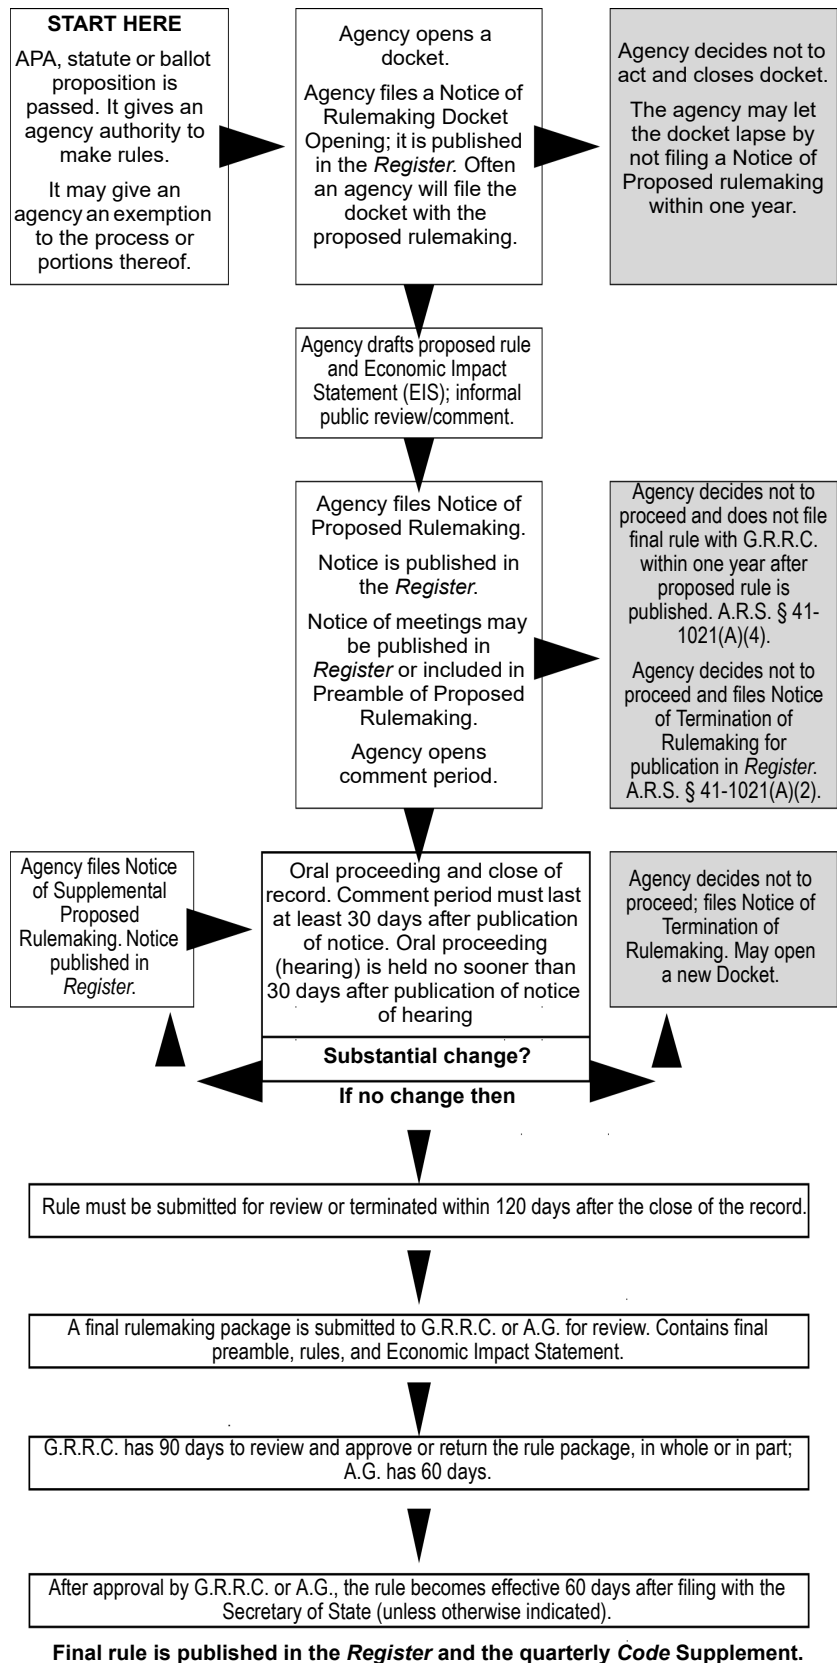 START HERE
APA, statute or ballot
proposition is
passed. It gives an
agency authority to
make rules.
It may give an
agency an exemption
to the process or
portions thereof.
Agency opens a
docket.
Agency files a Notice of
Rulemaking Docket
Opening; it is published
in the Register. Often
an agency will file the
docket with the
proposed rulemaking.
Agency decides not to
act and closes docket.
The agency may let
the docket lapse by
not filing a Notice of
Proposed rulemaking
within one year.
Agency drafts proposed rule
and Economic Impact
Statement (EIS); informal
public review/comment.
Agency files Notice of
Proposed Rulemaking.
Notice is published in
the Register.
Notice of meetings may
be published in
Register or included in
Preamble of Proposed
Rulemaking.
Agency opens
comment period.
Agency decides not to
proceed and does not file
final rule with G.R.R.C.
within one year after
proposed rule is
published. A.R.S. § 41-
1021(A)(4).
Agency decides not to
proceed and files Notice
of Termination of
Rulemaking for
publication in Register.
A.R.S. § 41-1021(A)(2).
Agency files Notice
of Supplemental
Proposed
Rulemaking. Notice
published in
Register.
Oral proceeding and close of
record. Comment period must last
at least 30 days after publication
of notice. Oral proceeding
(hearing) is held no sooner than
30 days after publication of notice
of hearing
Agency decides not to
proceed; files Notice of
Termination of
Rulemaking. May open
a new Docket.
Substantial change?
If no change then
Rule must be submitted for review or terminated within 120 days after the close of the record.
A final rulemaking package is submitted to G.R.R.C. or A.G. for review. Contains final
preamble, rules, and Economic Impact Statement.
G.R.R.C. has 90 days to review and approve or return the rule package, in whole or in part;
A.G. has 60 days.
After approval by G.R.R.C. or A.G., the rule becomes effective 60 days after filing with the
Secretary of State (unless otherwise indicated).
Final rule is published in the Register and the quarterly Code Supplement.